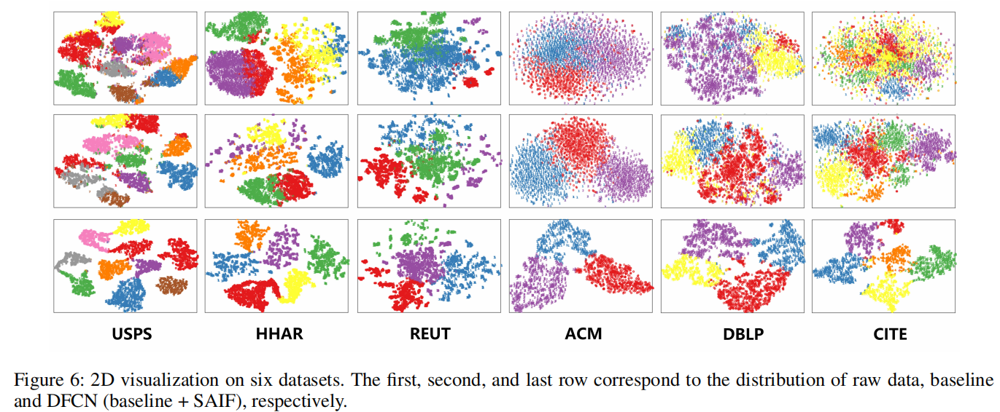 USPS HHAR REUT ACM DBLP CITE
Figure 6: 2D visualization on six datasets. The first, second, and last row correspond to the distribution of raw data, baseline
and DFCN (baseline + SAIF), respectively.